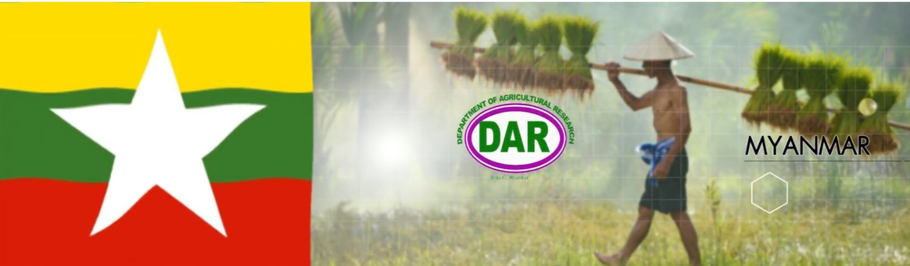 DEPARTMENT OF AGRICULTURAL RESEARCH
DAR
MYANMAR